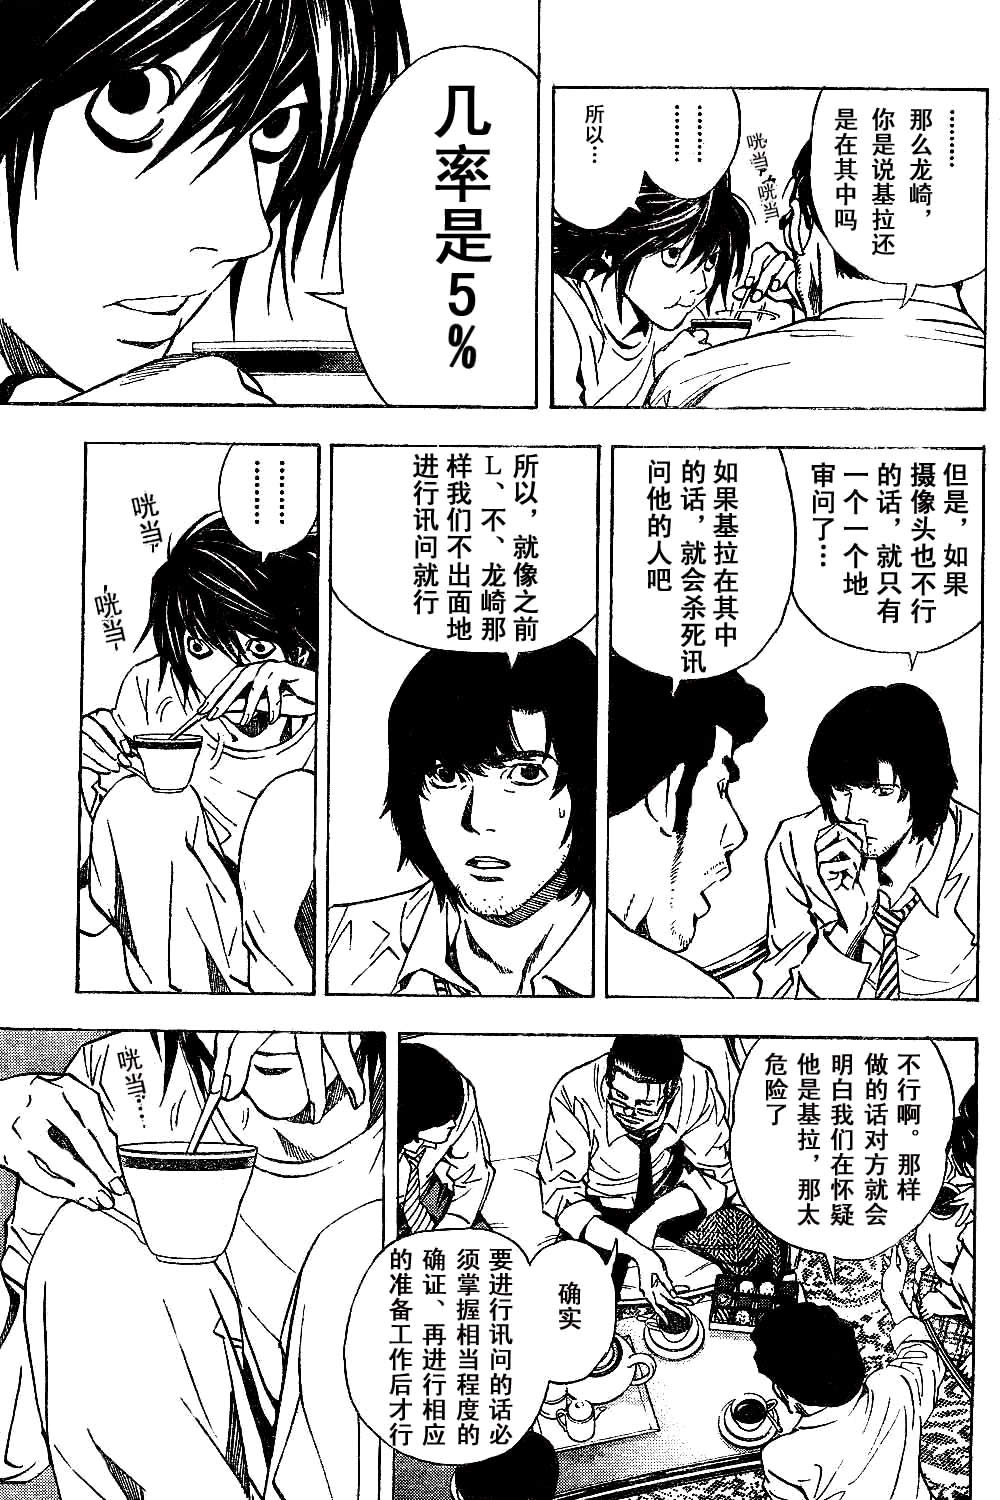 ………
那么龙崎，
你是说基拉还
是在其中吗
咣当
咣当
………
………
所以…
几率是5%
但是，如果
摄像头也不行
的话，就只有
一个一个地
审问了…
如果基拉在其中
的话，就会杀死讯
问他的人吧
所以，就像之前
L、不、龙崎那
样我们不出面地
进行讯问就行
………
………
咣当
咣当
不行啊。那样
做的话对方就会
明白我们在怀疑
他是基拉，那太
危险了
确实
要进行讯问的话必
须掌握相当程度的
确证、再进行相应
的准备工作后才行
咣当……